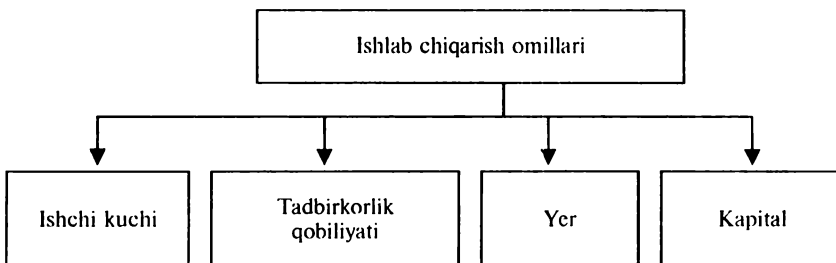 Ishlab chiqarish omillari
Ishchi kuchi
Tadbirkorlik
qobiliyati
Yer
Kapital